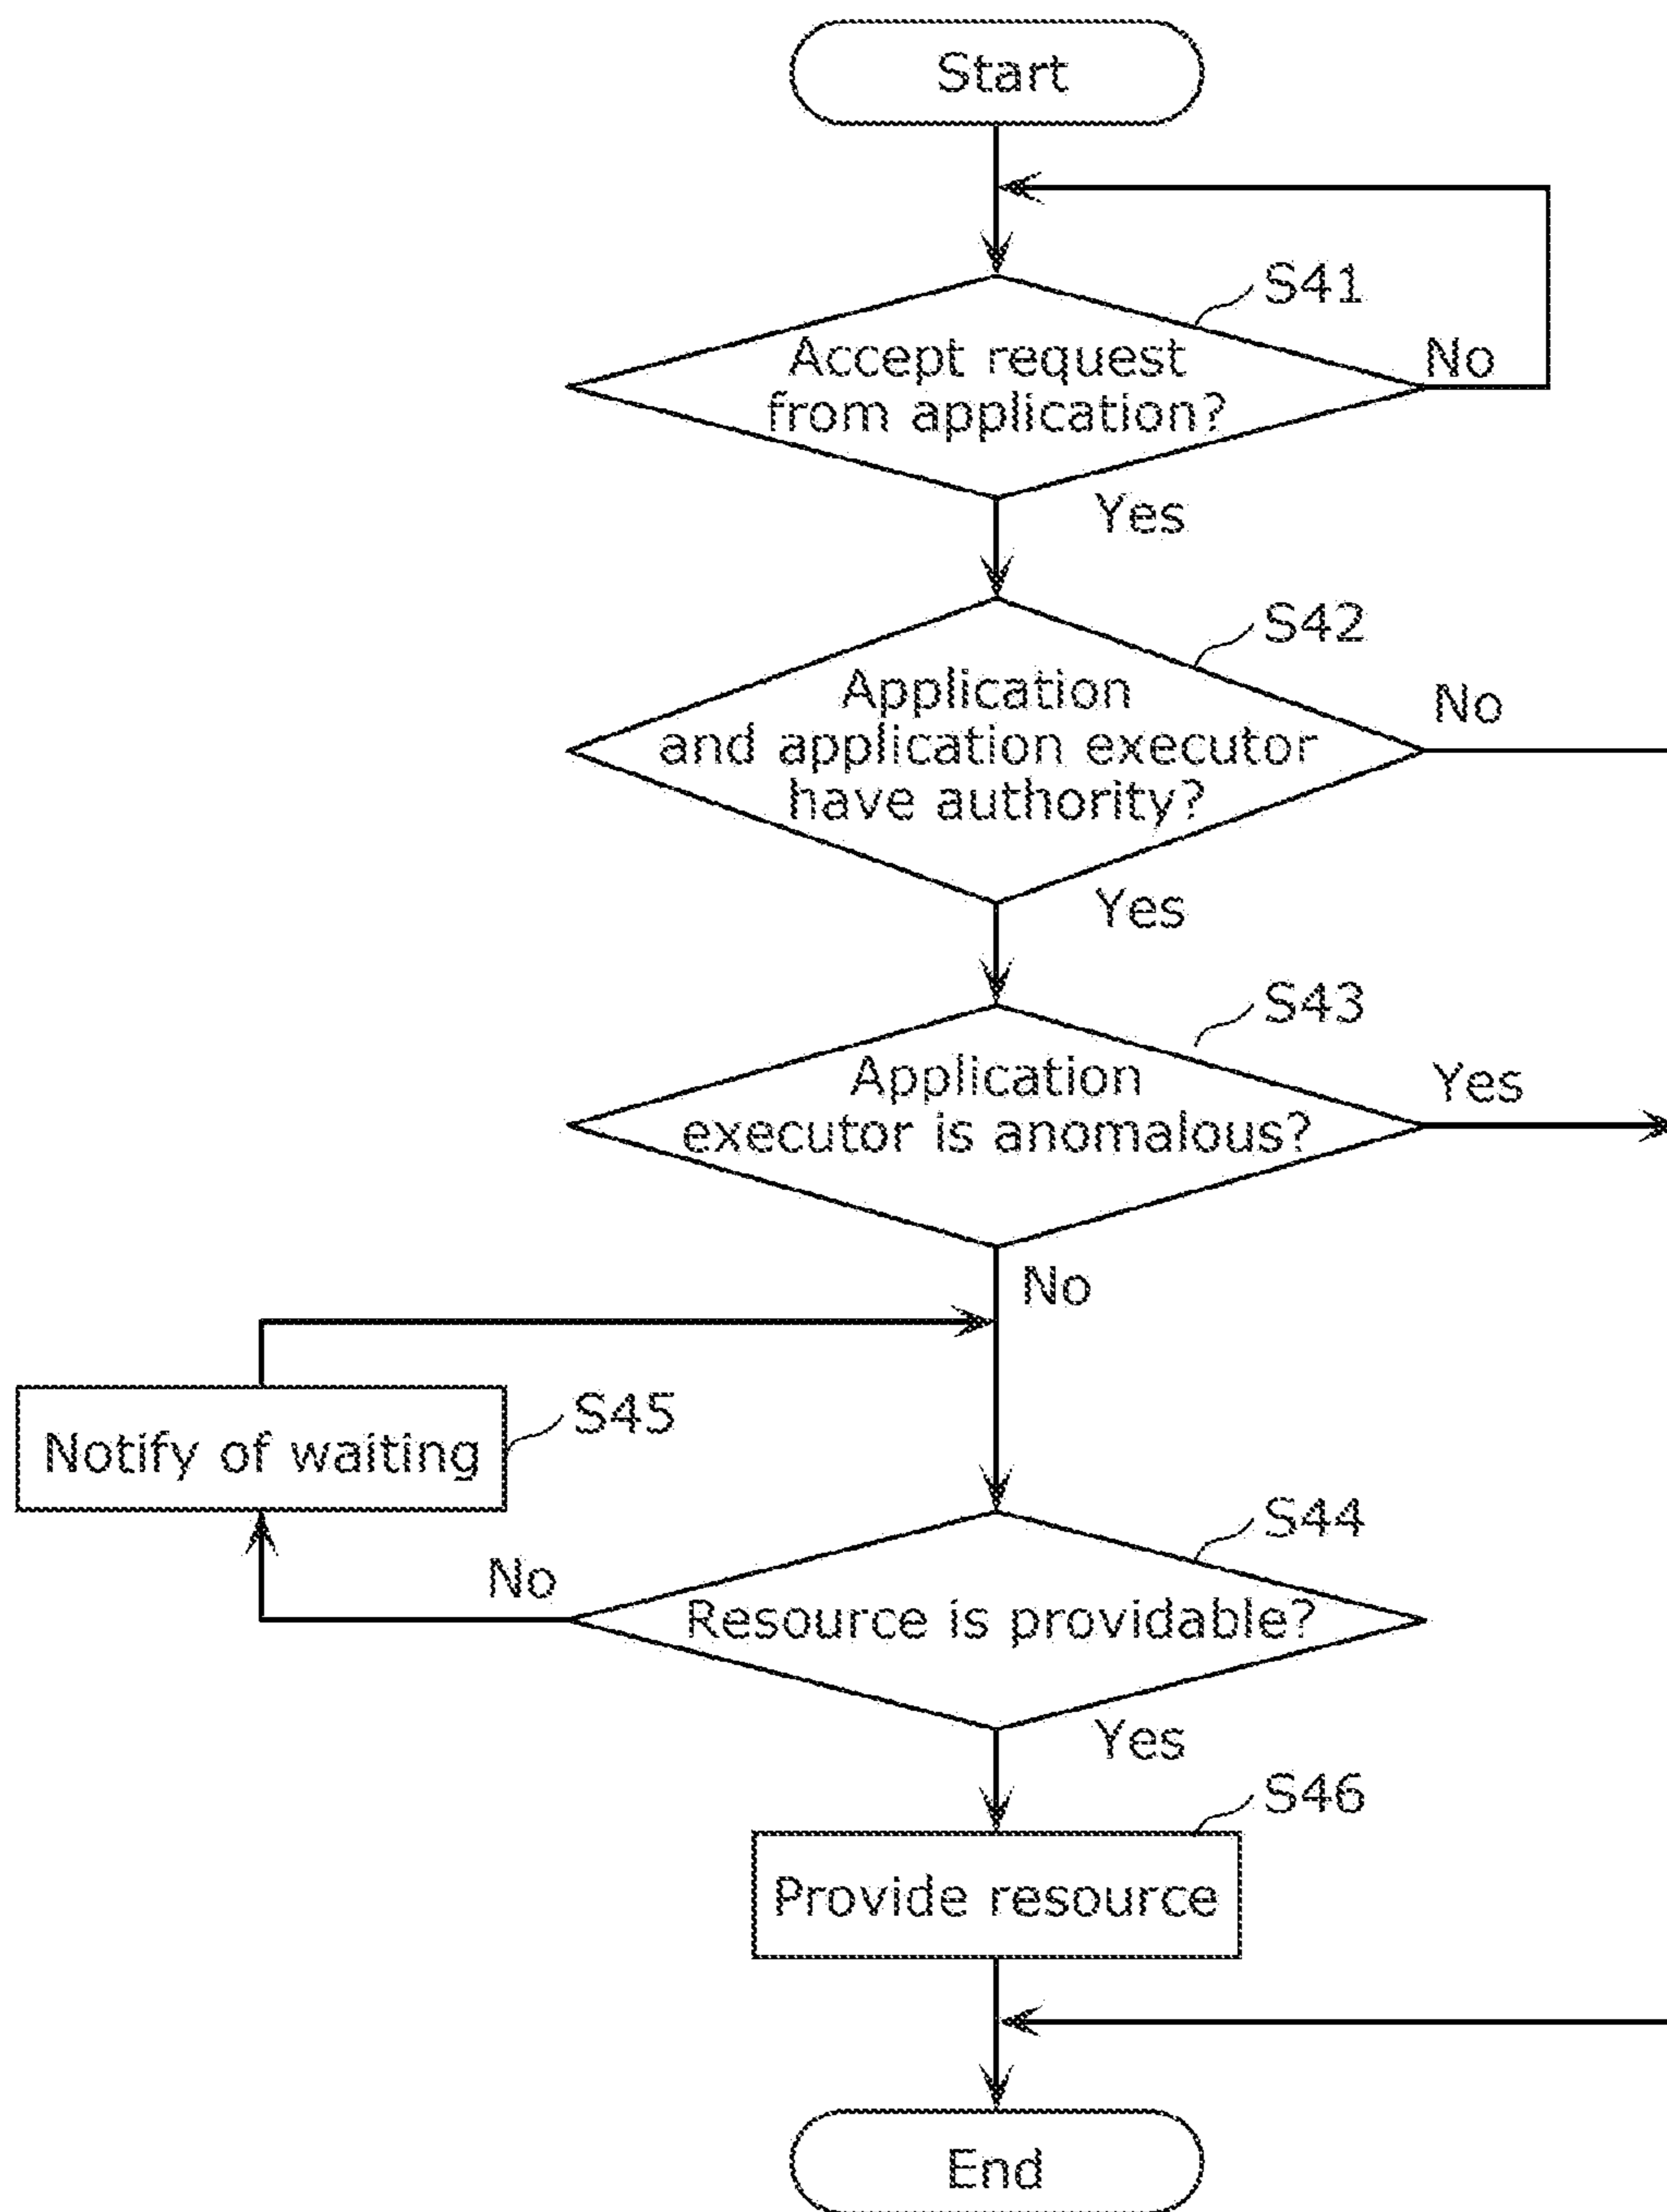 Start
S41
Accept request
from application?
No
Yes
S42
Application
and application executor
have authority?
No
Yes
S43
Application
executor is anomalous?
Yes
No
S45
Notify of waiting
S44
No
Resource is providable?
Yes
S46
Provide resource
End